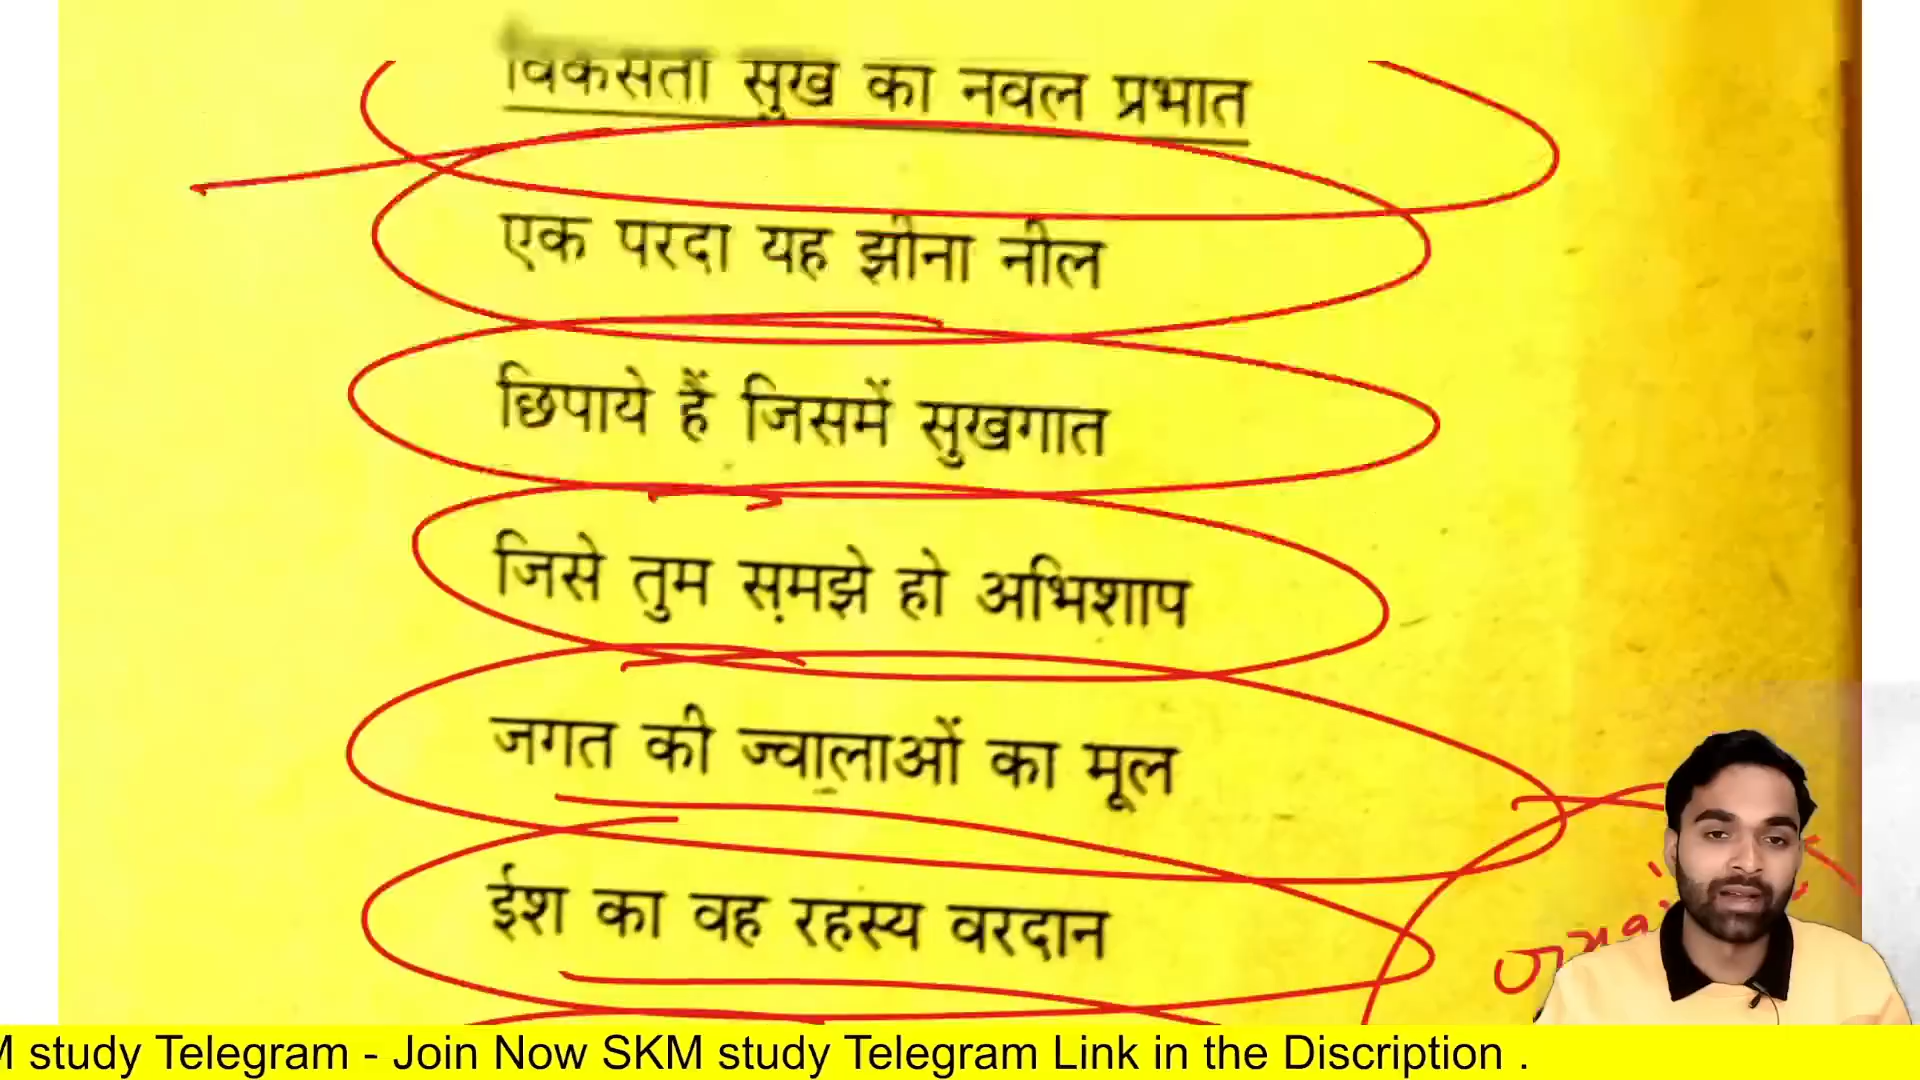 विकसता सुख का नवल प्रभात
एक परदा यह झीना नील
छिपाये हैं जिसमें सुखगात
जिसे तुम समझे हो अभिशाप
जगत की ज्वालाओं का मूल
ईश का वह रहस्य वरदान
M study Telegram - Join Now SKM study Telegram Link in the Discription .